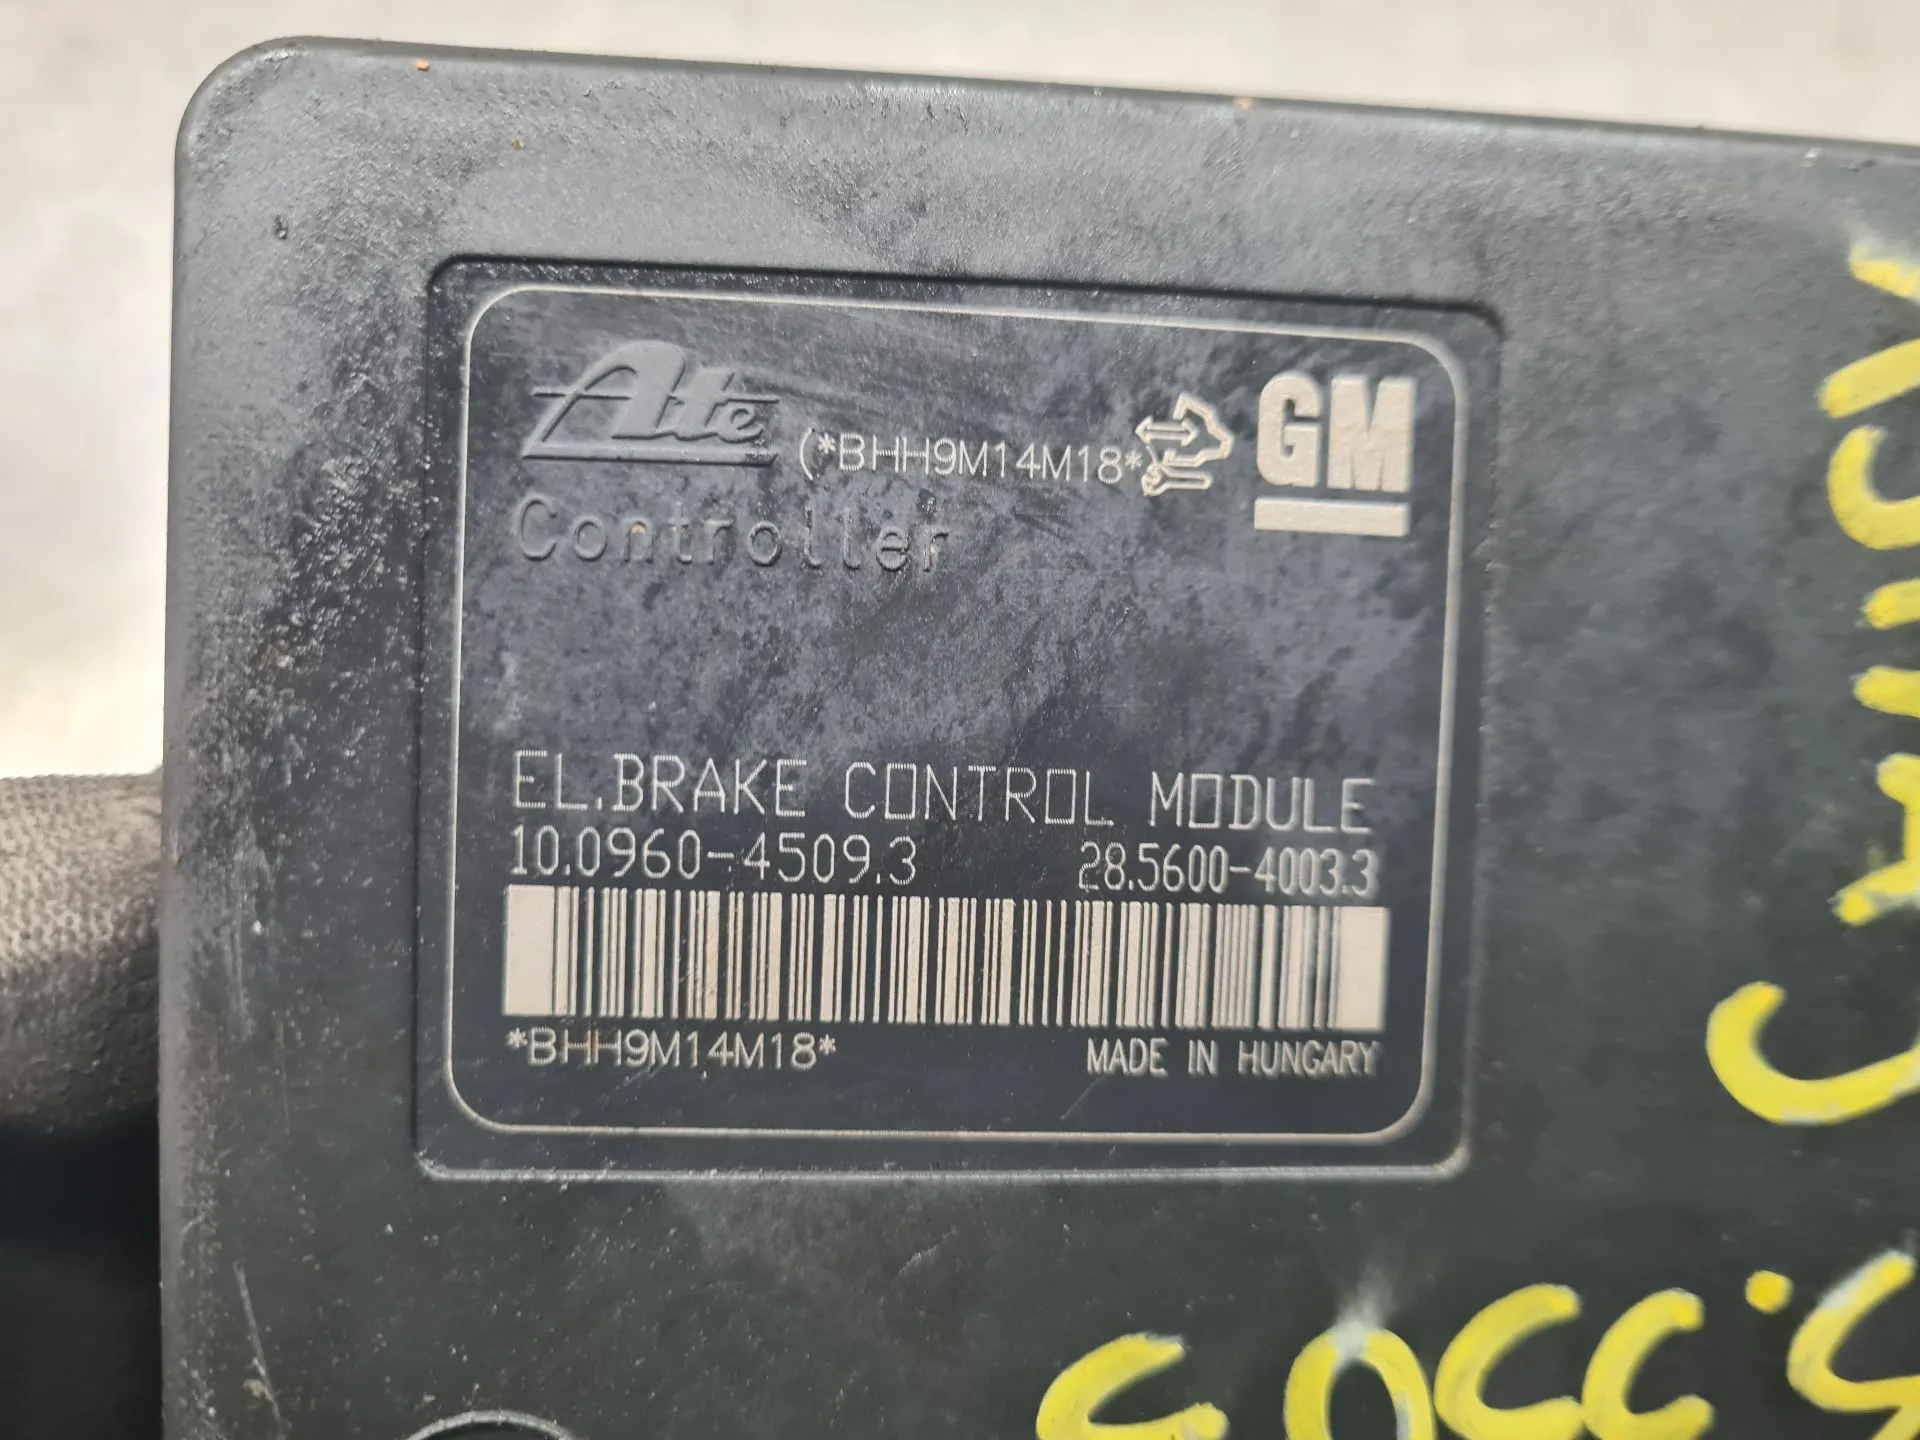 Ate (*BHH9M14M18* GM
Controller
EL.BRAKE CONTROL MODULE
10.0960-4509.3 28.5600-4003.3
*BHH9M14M18* MADE IN HUNGARY